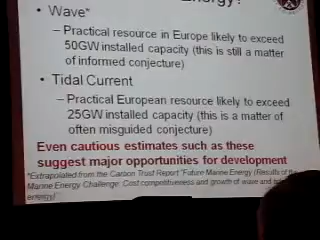 Energy?
• Wave*
– Practical resource in Europe likely to exceed
50GW installed capacity (this is still a matter
of informed conjecture)
• Tidal Current
– Practical European resource likely to exceed
25GW installed capacity (this is a matter of
often misguided conjecture)
Even cautious estimates such as these
suggest major opportunities for development
*Extrapolated from the Carbon Trust Report "Future Marine Energy (Results of the
Marine Energy Challenge: Cost competitiveness and growth of wave and
energy)"